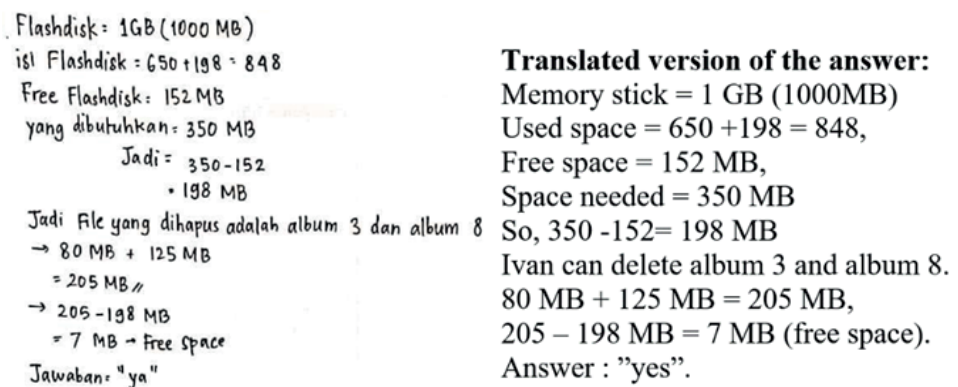 Flashdisk = 1GB (1000 MB)
isi Flashdisk = 650 + 198 = 848
Free Flashdisk = 152 MB
yang dibutuhkan = 350 MB
Jadi = 350-152
= 198 MB
Jadi File yang dihapus adalah album 3 dan album 8
→ 80 MB + 125 MB
= 205 MB //
→ 205-198 MB
= 7 MB → Free space
Jawaban = "ya"
Translated version of the answer:
Memory stick = 1 GB (1000MB)
Used space = 650 +198 = 848,
Free space = 152 MB,
Space needed = 350 MB
So, 350 -152= 198 MB
Ivan can delete album 3 and album 8.
80 MB + 125 MB = 205 MB,
205 – 198 MB = 7 MB (free space).
Answer : ”yes”.